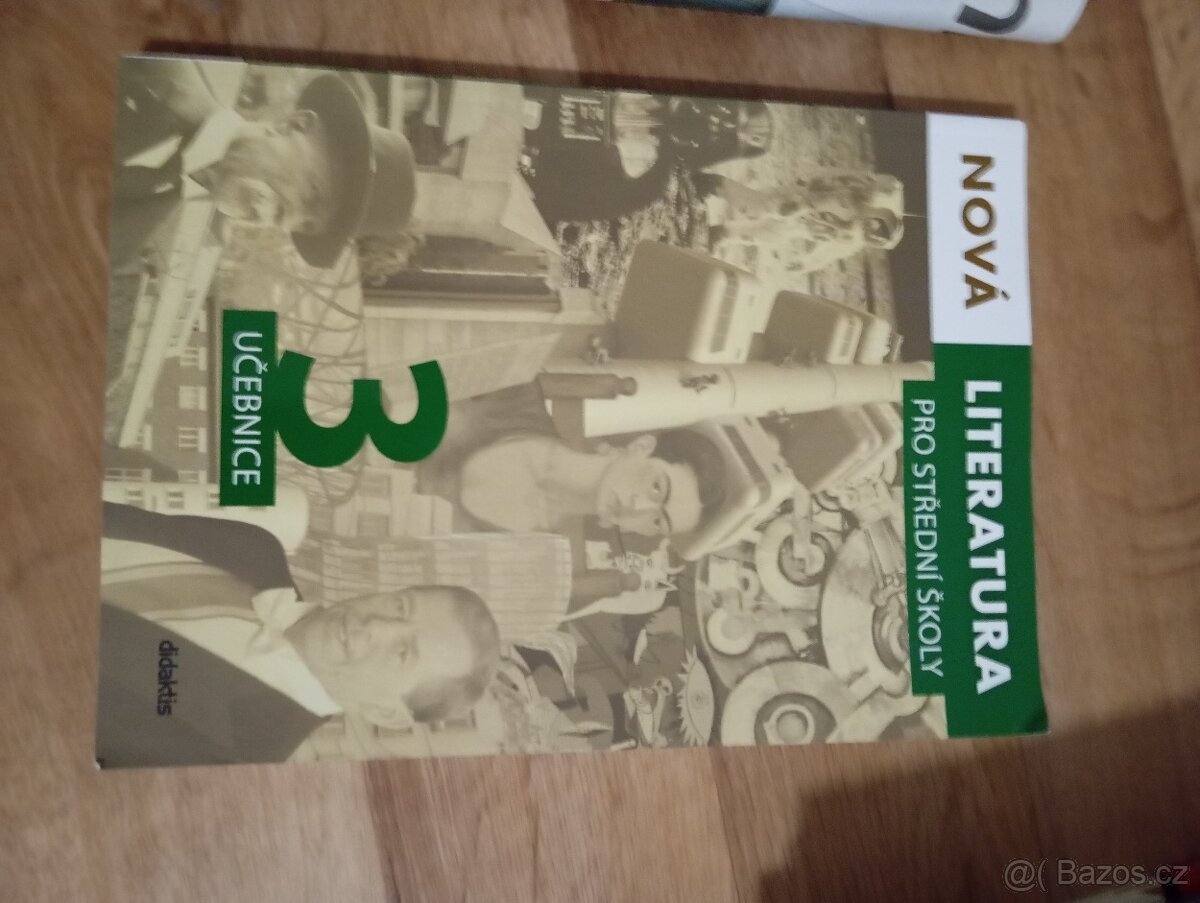 NOVÁ LITERATURA
PRO STŘEDNÍ ŠKOLY
3
UČEBNICE
didaktis
@( Bazos.cz